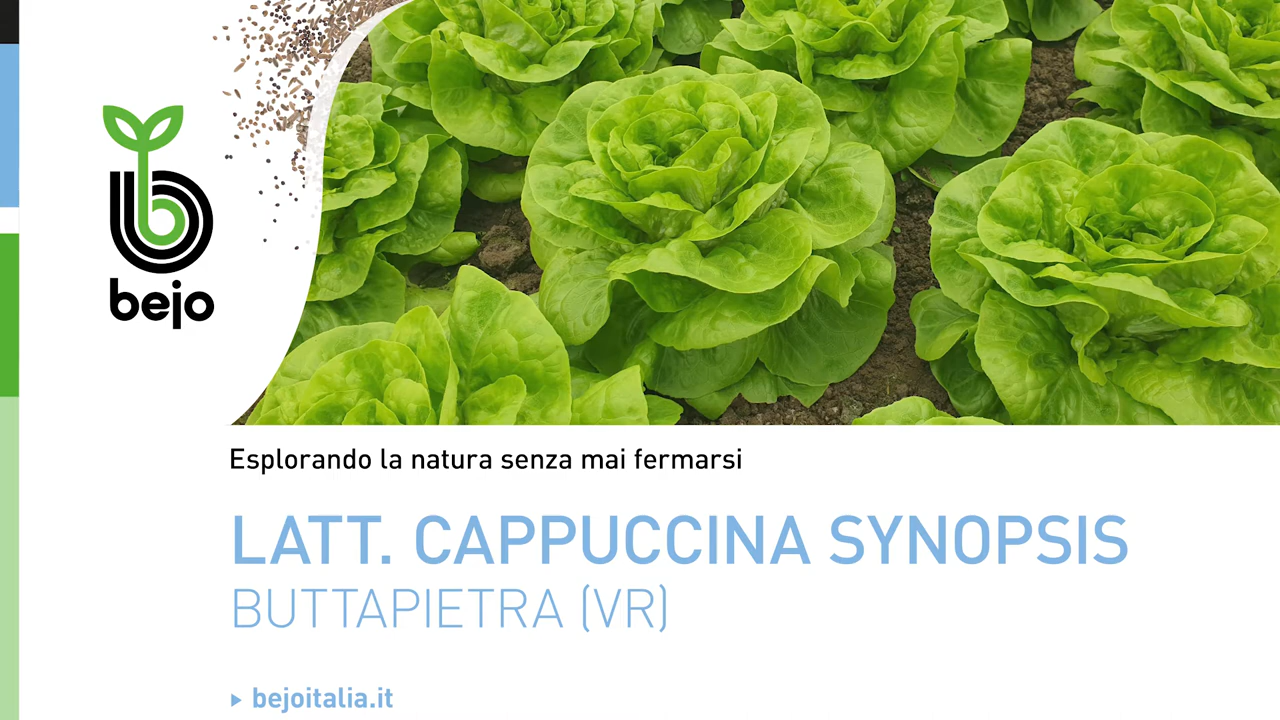 bejo
Esplorando la natura senza mai fermarsi
LATT. CAPPUCCINA SYNOPSIS
BUTTAPIETRA (VR)
bejoitalia.it